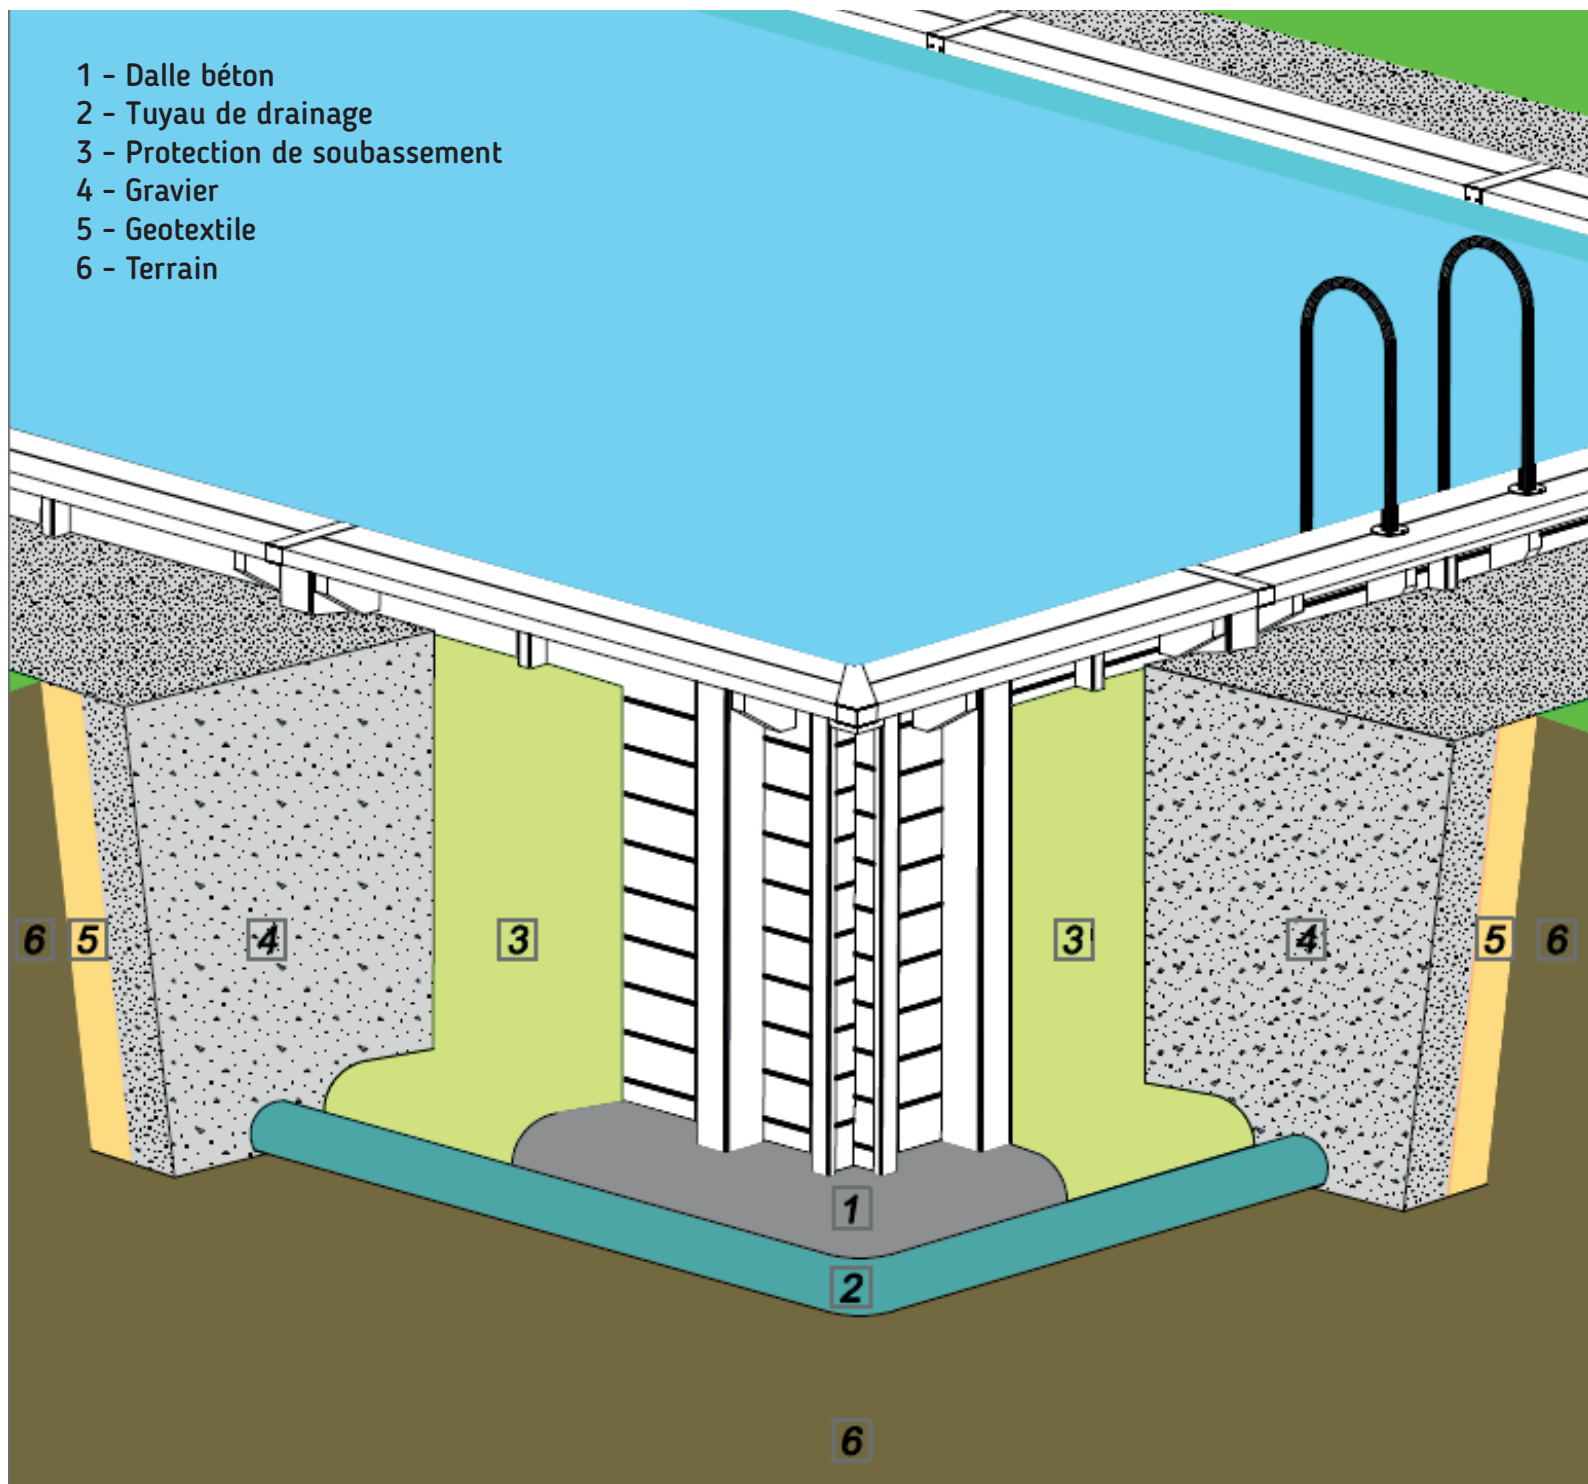 1 - Dalle béton
2 - Tuyau de drainage
3 - Protection de soubassement
4 - Gravier
5 - Geotextile
6 - Terrain
6 5 4 3 3 4 5 6
1
2
6